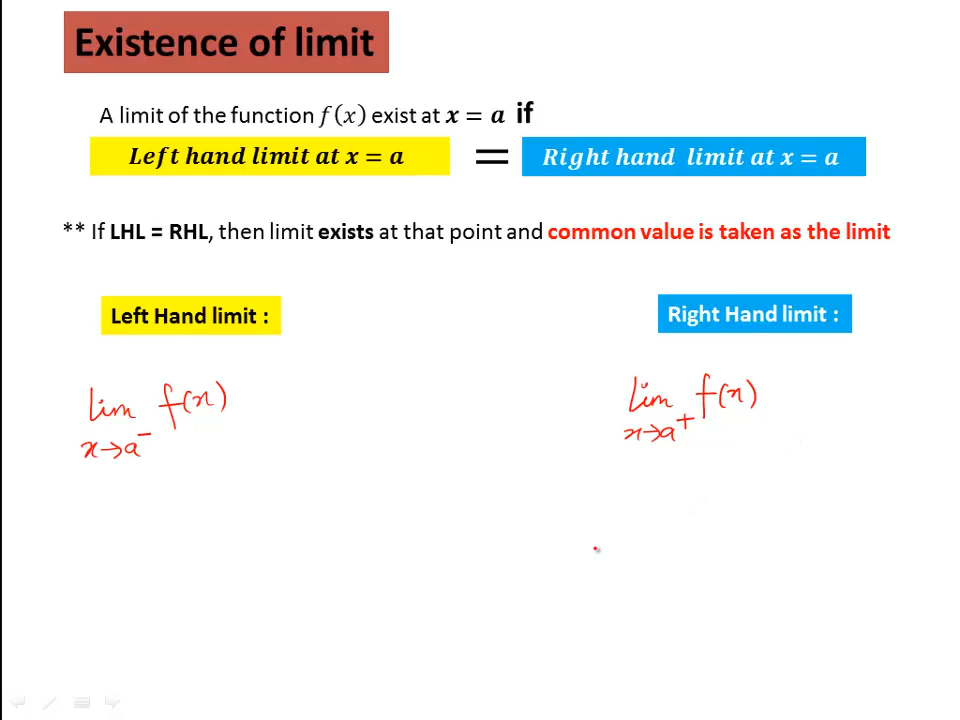 Existence of limit
A limit of the function f(x) exist at x = a if
Left hand limit at x = a = Right hand limit at x = a
** If LHL = RHL, then limit exists at that point and common value is taken as the limit
Left Hand limit : Right Hand limit :
lim f(x) lim f(x)
x→a⁻ x→a⁺